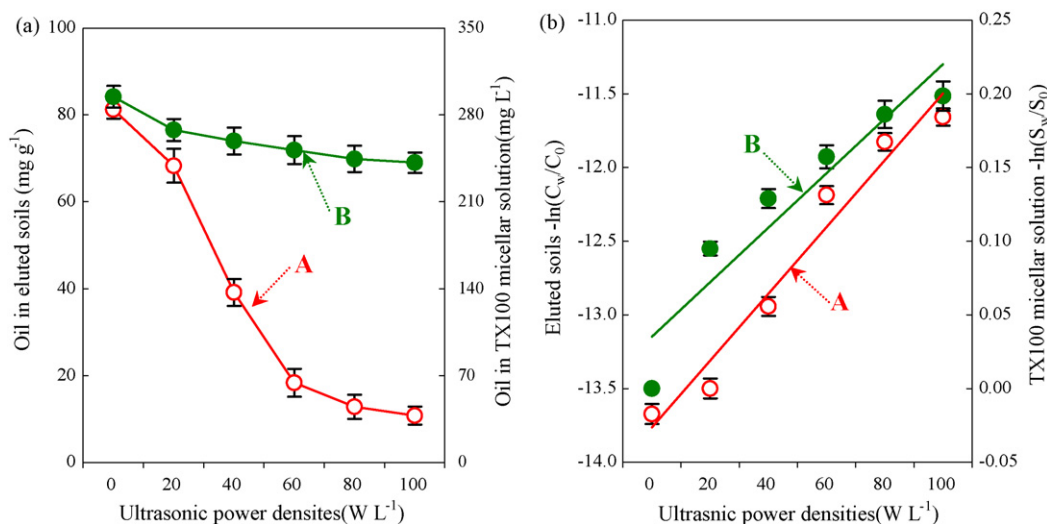 (a)
100
80
60
40
20
0
Oil in eluted soils (mg g-1)
350
280
210
140
70
0
Oil in TX100 micellar solution(mg L-1)
B
A
0 20 40 60 80 100
Ultrasonic power densites(W L-1)
(b)
-11.0
-11.5
-12.0
-12.5
-13.0
-13.5
-14.0
Eluted soils -ln(Cw/C0)
0.25
0.20
0.15
0.10
0.05
0.00
-0.05
TX100 micellar solution -ln(Sw/S0)
B
A
0 20 40 60 80 100
Ultrasnic power densities(W L-1)